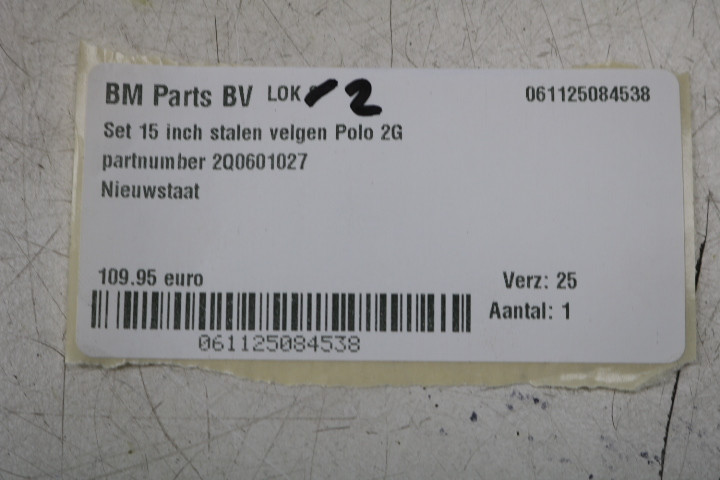 BM Parts BV LOK 2 061125084538
Set 15 inch stalen velgen Polo 2G
partnumber 2Q0601027
Nieuwstaat
109.95 euro Verz: 25
Aantal: 1
061125084538